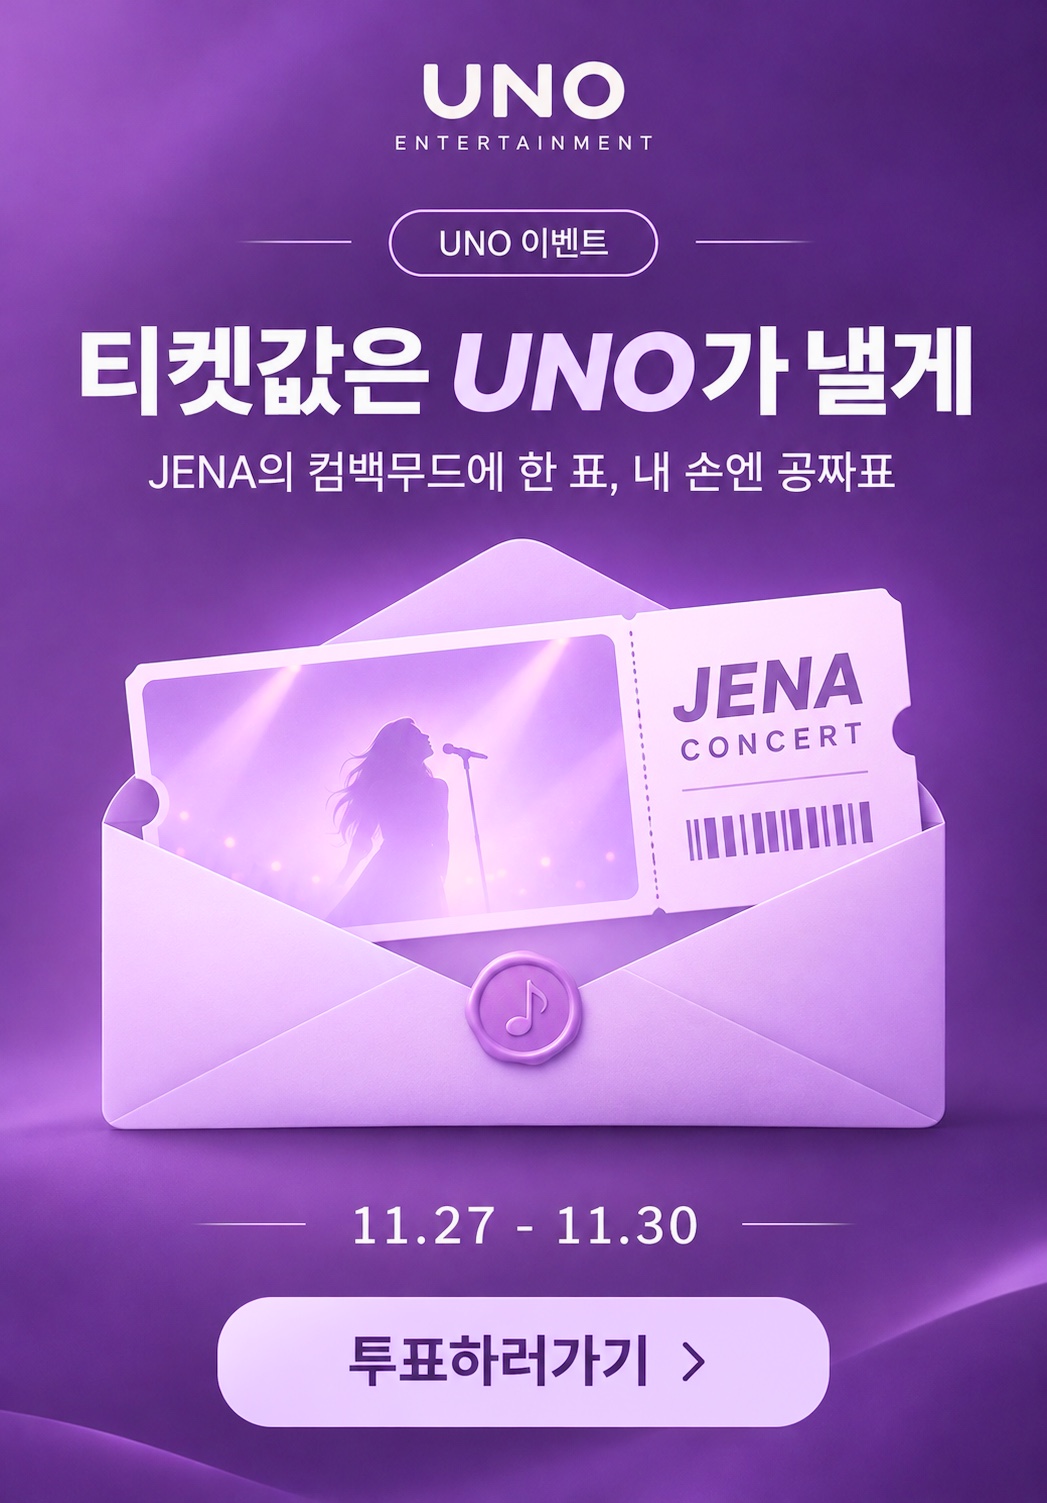 UNO
ENTERTAINMENT
UNO 이벤트
티켓값은 UNO가 낼게
JENA의 컴백무드에 한 표, 내 손엔 공짜표
JENA
CONCERT
11.27 - 11.30
투표하러가기 >